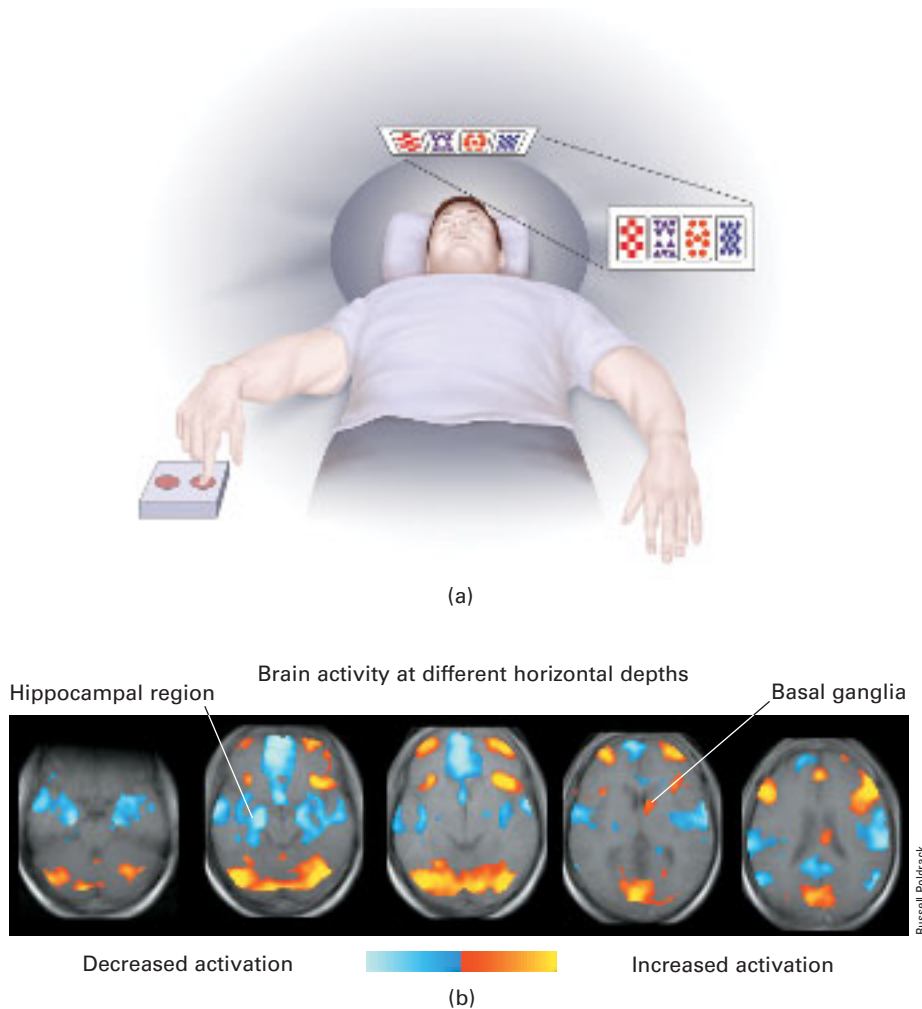 (a)
Brain activity at different horizontal depths
Hippocampal region
Basal ganglia
Russell Poldrack
Decreased activation
Increased activation
(b)